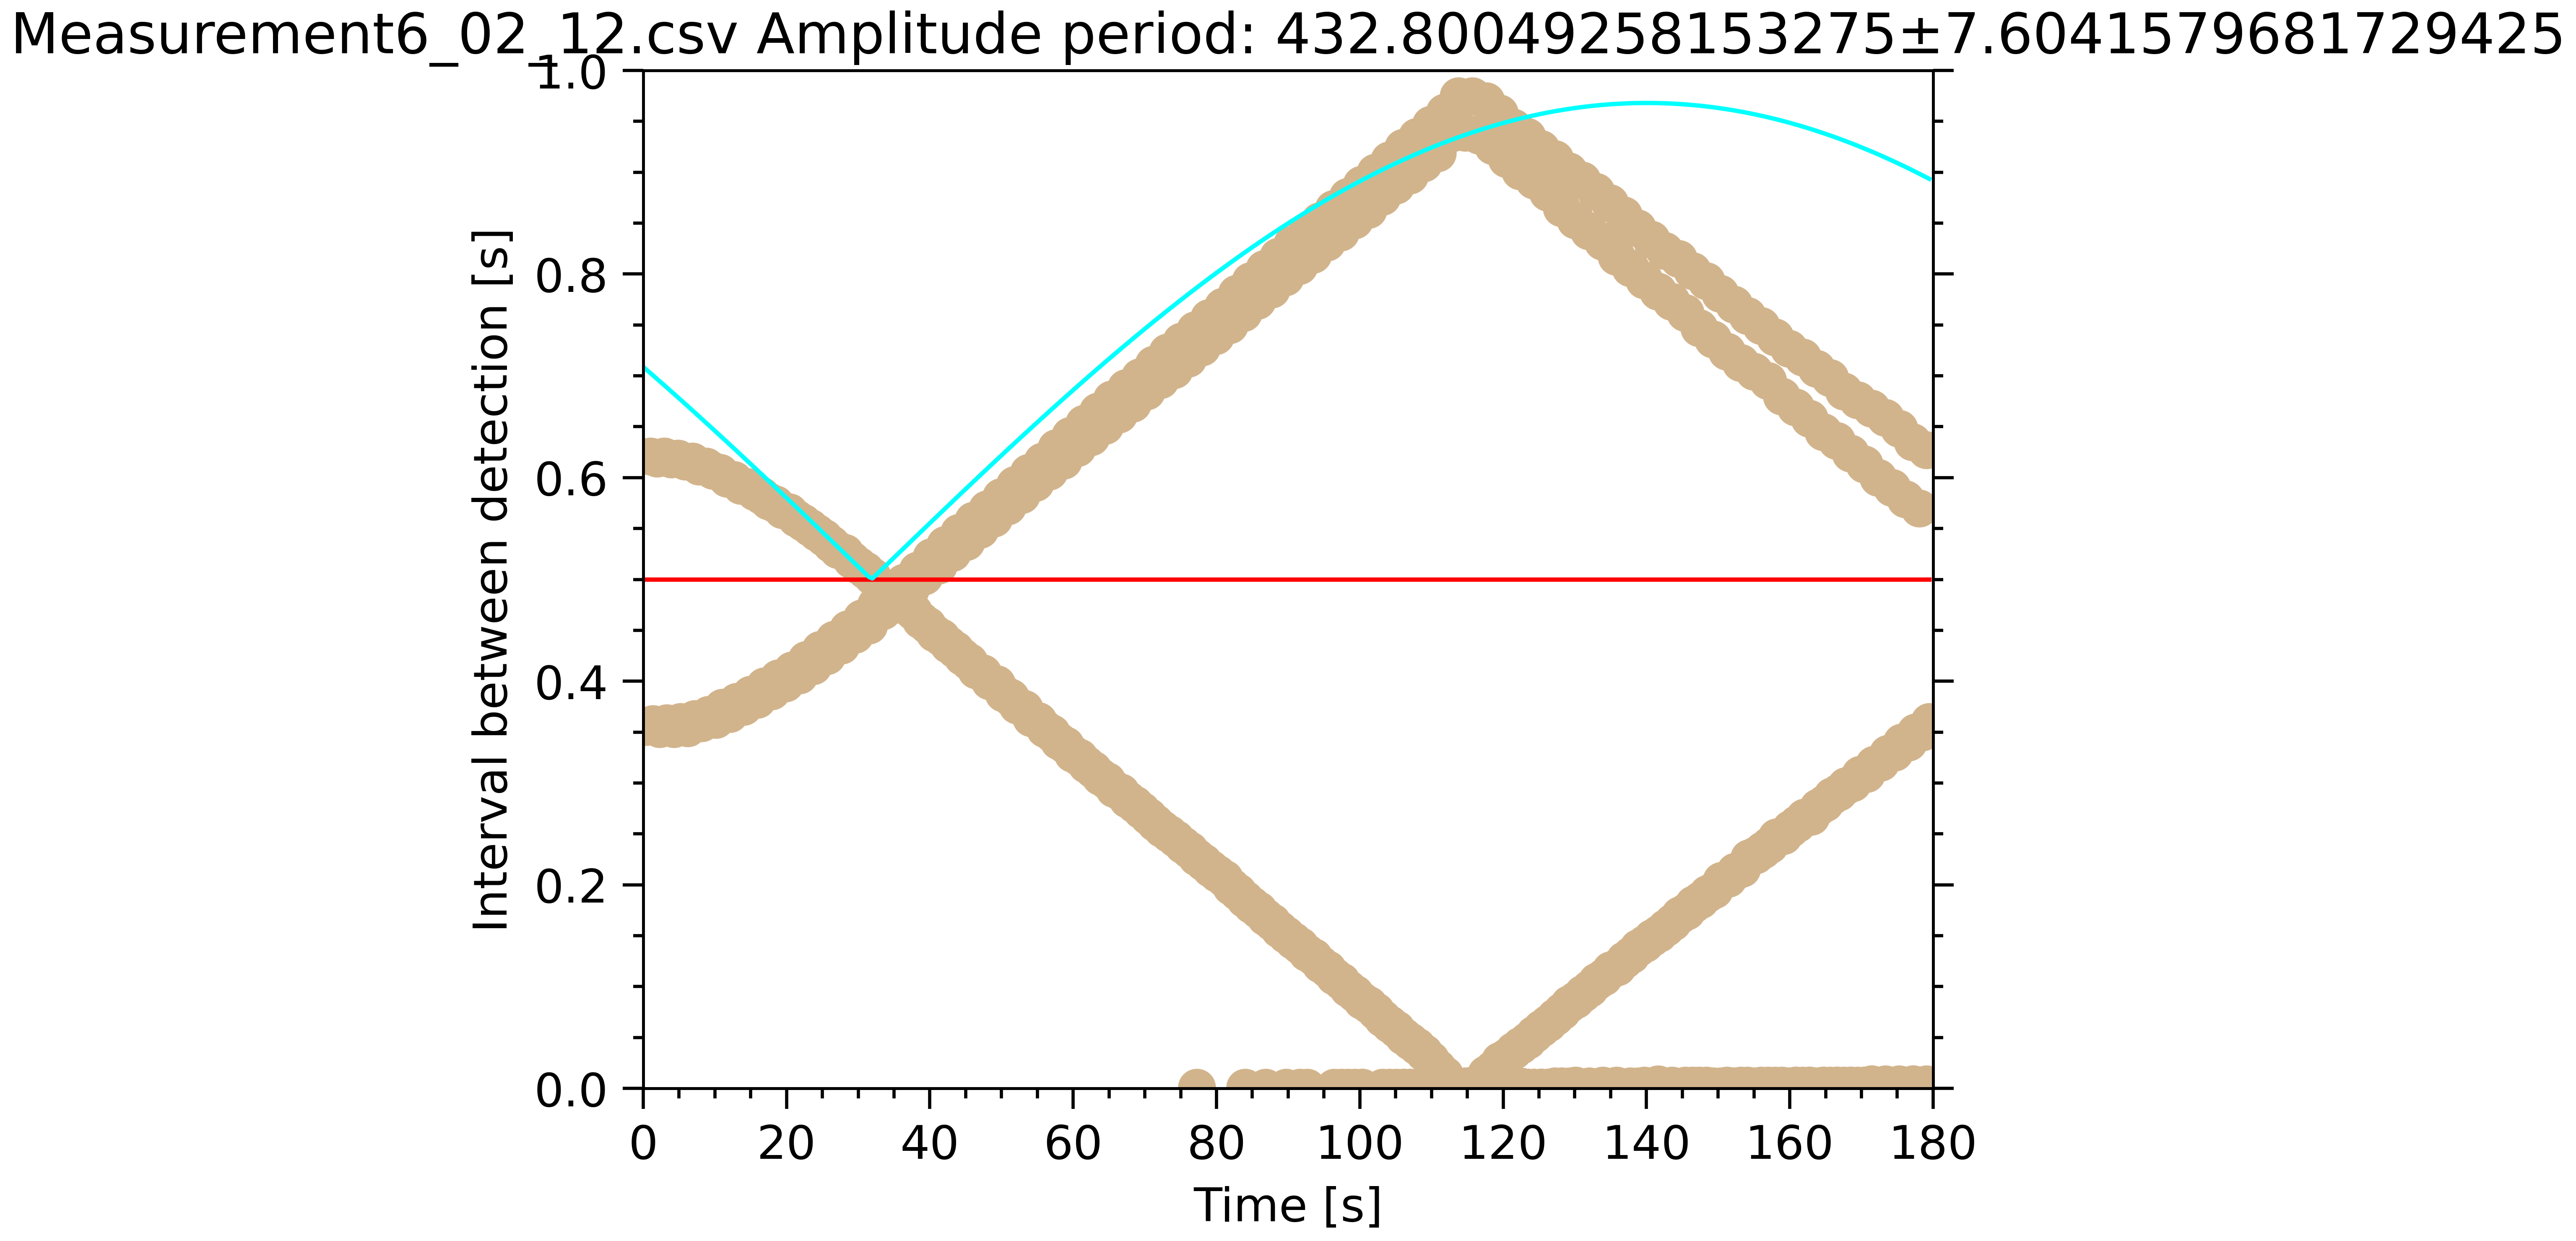 Measurement6_02_12.csv Amplitude period: 432.80049258153275±7.6041579681729425
Interval between detection [s]
1.0
0.8
0.6
0.4
0.2
0.0
0 20 40 60 80 100 120 140 160 180
Time [s]